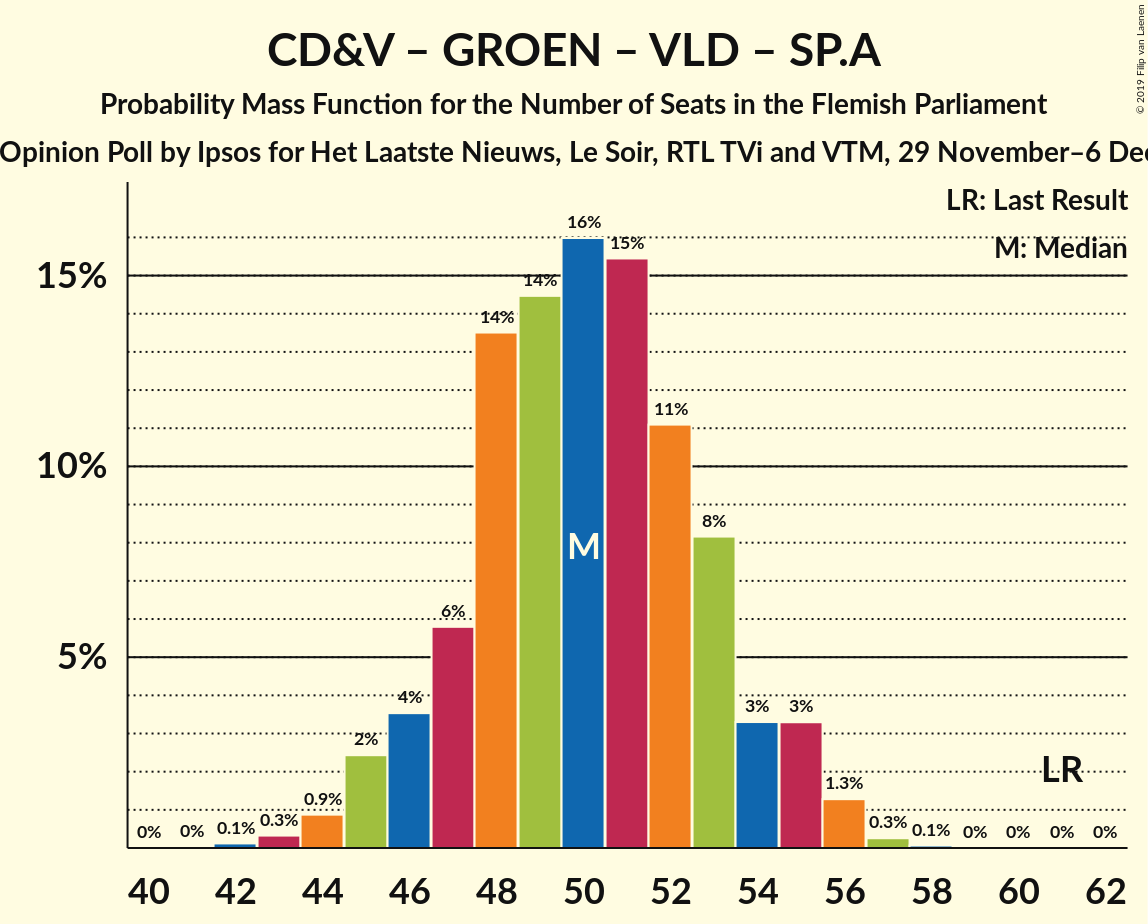 CD&V – GROEN – VLD – SP.A
Probability Mass Function for the Number of Seats in the Flemish Parliament
Opinion Poll by Ipsos for Het Laatste Nieuws, Le Soir, RTL TVi and VTM, 29 November–6
© 2019 Filip van Laenen
LR: Last Result
M: Median
15%
10%
5%
0% 0% 0.1% 0.3% 0.9% 2% 4% 6% 14% 14% 16% 15% 11% 8% 3% 3% 1.3% 0.3% 0.1% 0% 0% 0% 0%
M
LR
40 42 44 46 48 50 52 54 56 58 60 62